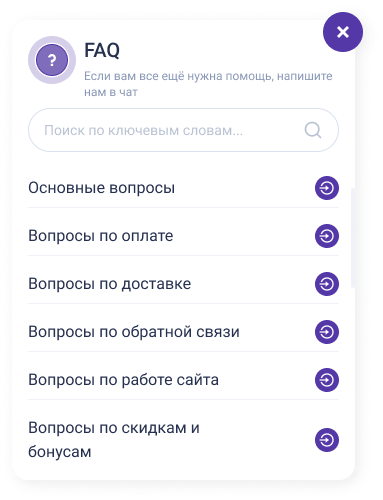 ?
FAQ
Если вам все ещё нужна помощь, напишите
нам в чат
Поиск по ключевым словам...
Основные вопросы
Вопросы по оплате
Вопросы по доставке
Вопросы по обратной связи
Вопросы по работе сайта
Вопросы по скидкам и
бонусам